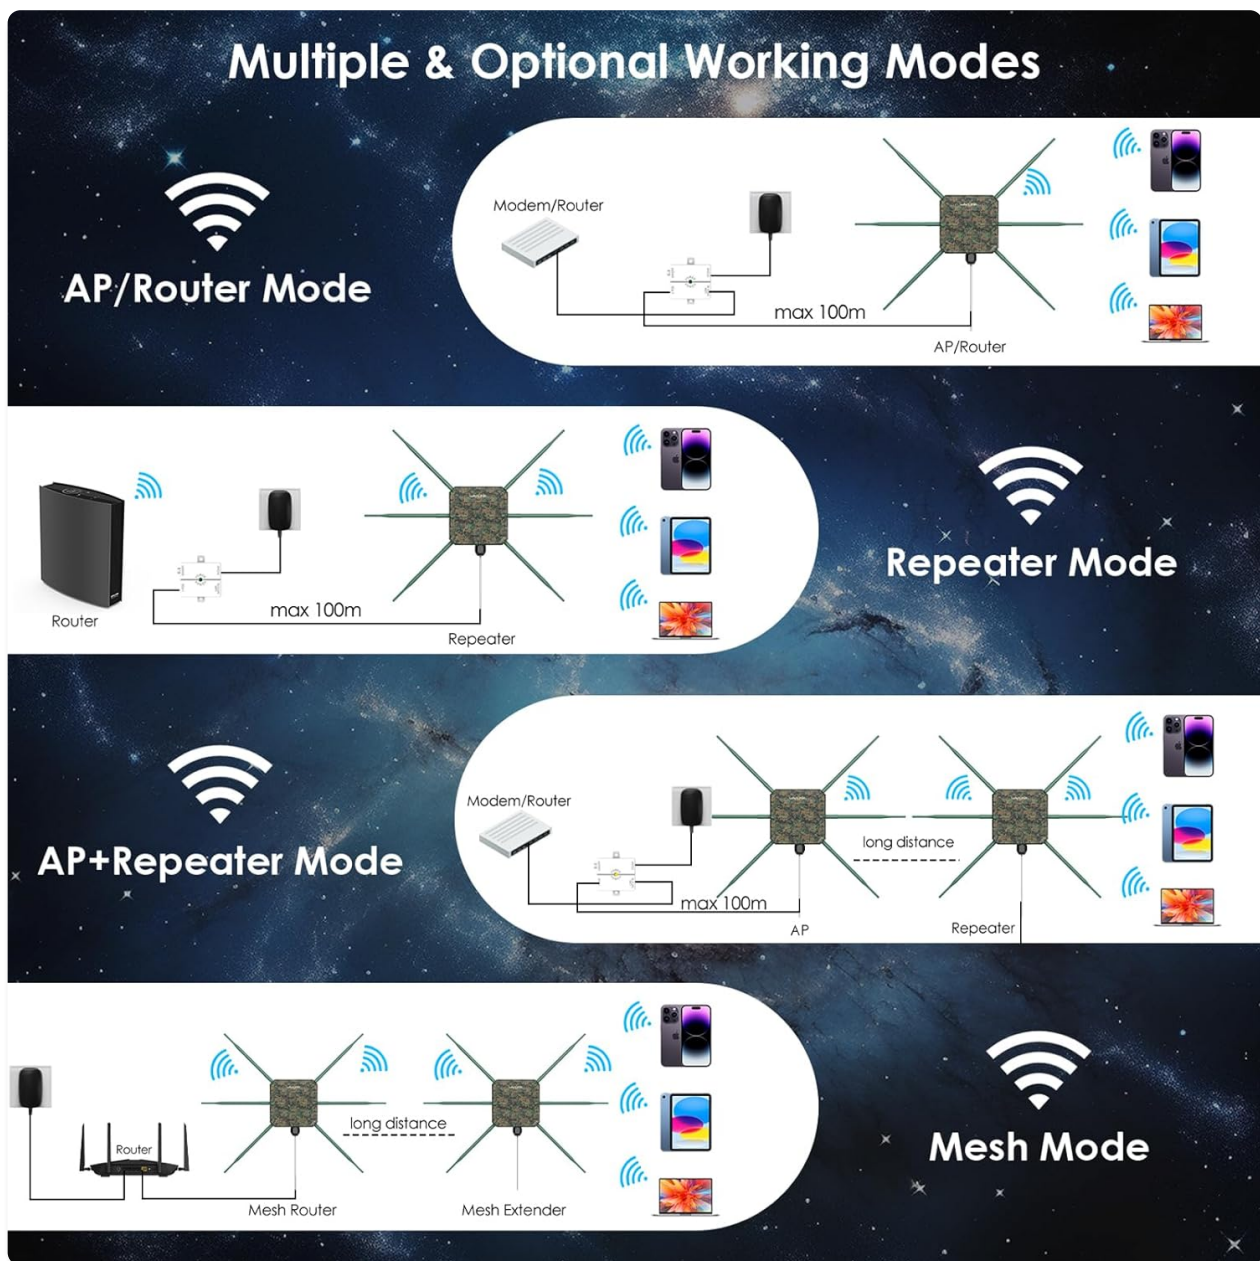 Multiple & Optional Working Modes
AP/Router Mode
Modem/Router
max 100m
AP/Router
Router
max 100m
Repeater
Repeater Mode
AP+Repeater Mode
Modem/Router
max 100m
AP
long distance
Repeater
Router
Mesh Router
long distance
Mesh Extender
Mesh Mode